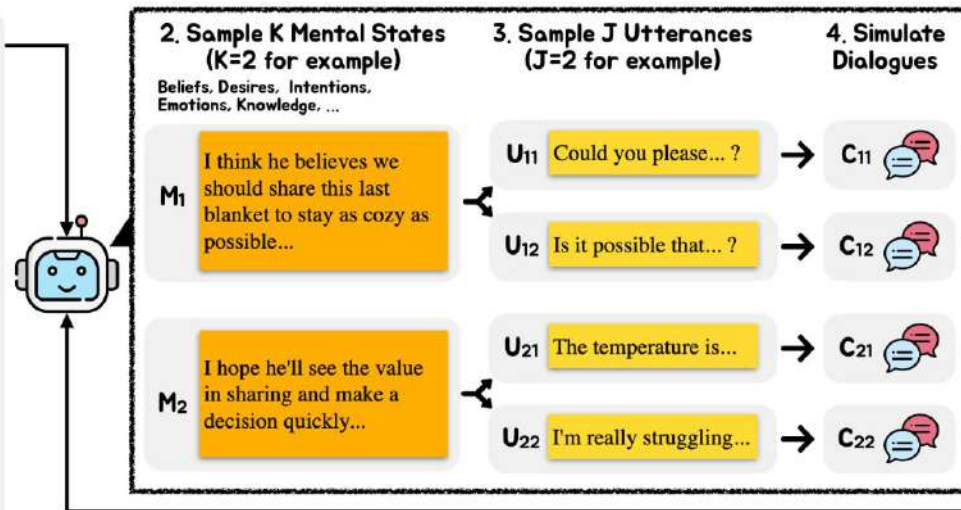 2. Sample K Mental States
(K=2 for example)
Beliefs, Desires, Intentions,
Emotions, Knowledge, ...
3. Sample J Utterances
(J=2 for example)
4. Simulate
Dialogues
M1
I think he believes we
should share this last
blanket to stay as cozy as
possible...
U11
Could you please... ?
C11
U12
Is it possible that... ?
C12
M2
I hope he'll see the value
in sharing and make a
decision quickly...
U21
The temperature is...
C21
U22
I'm really struggling...
C22